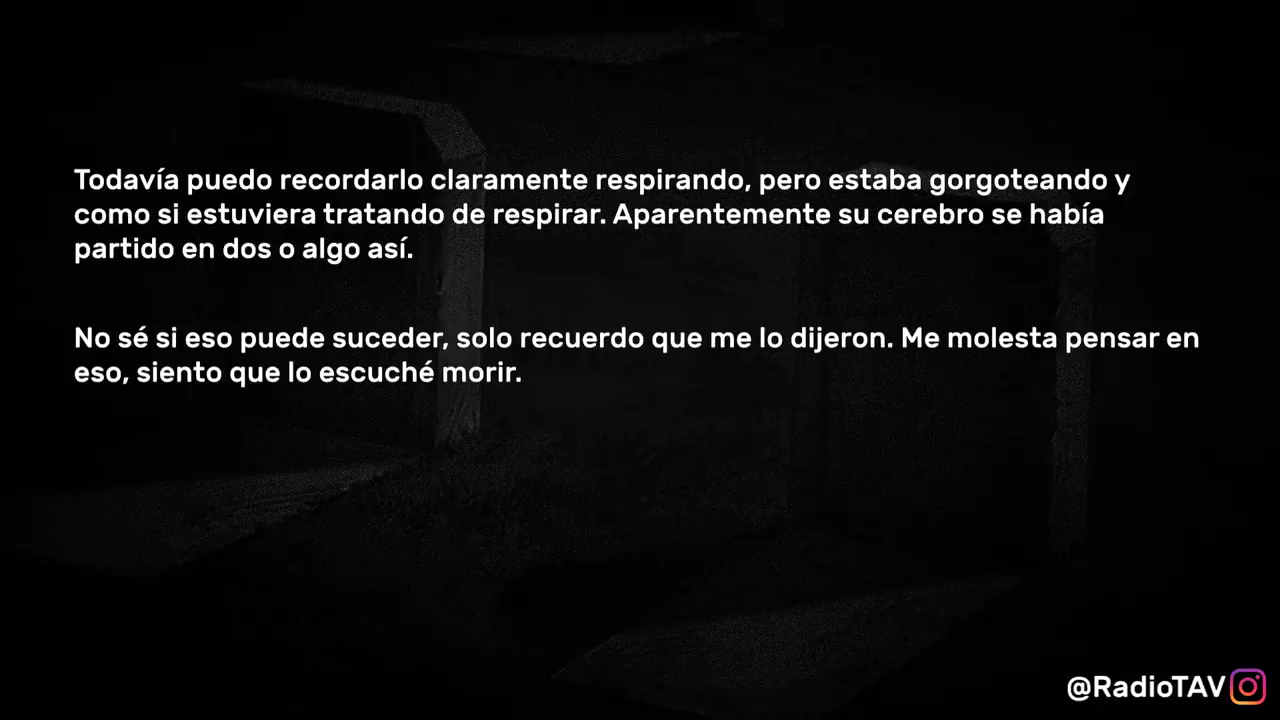 Todavía puedo recordarlo claramente respirando, pero estaba gorgoteando y
como si estuviera tratando de respirar. Aparentemente su cerebro se había
partido en dos o algo así.
No sé si eso puede suceder, solo recuerdo que me lo dijeron. Me molesta pensar en
eso, siento que lo escuché morir.
@RadioTAV